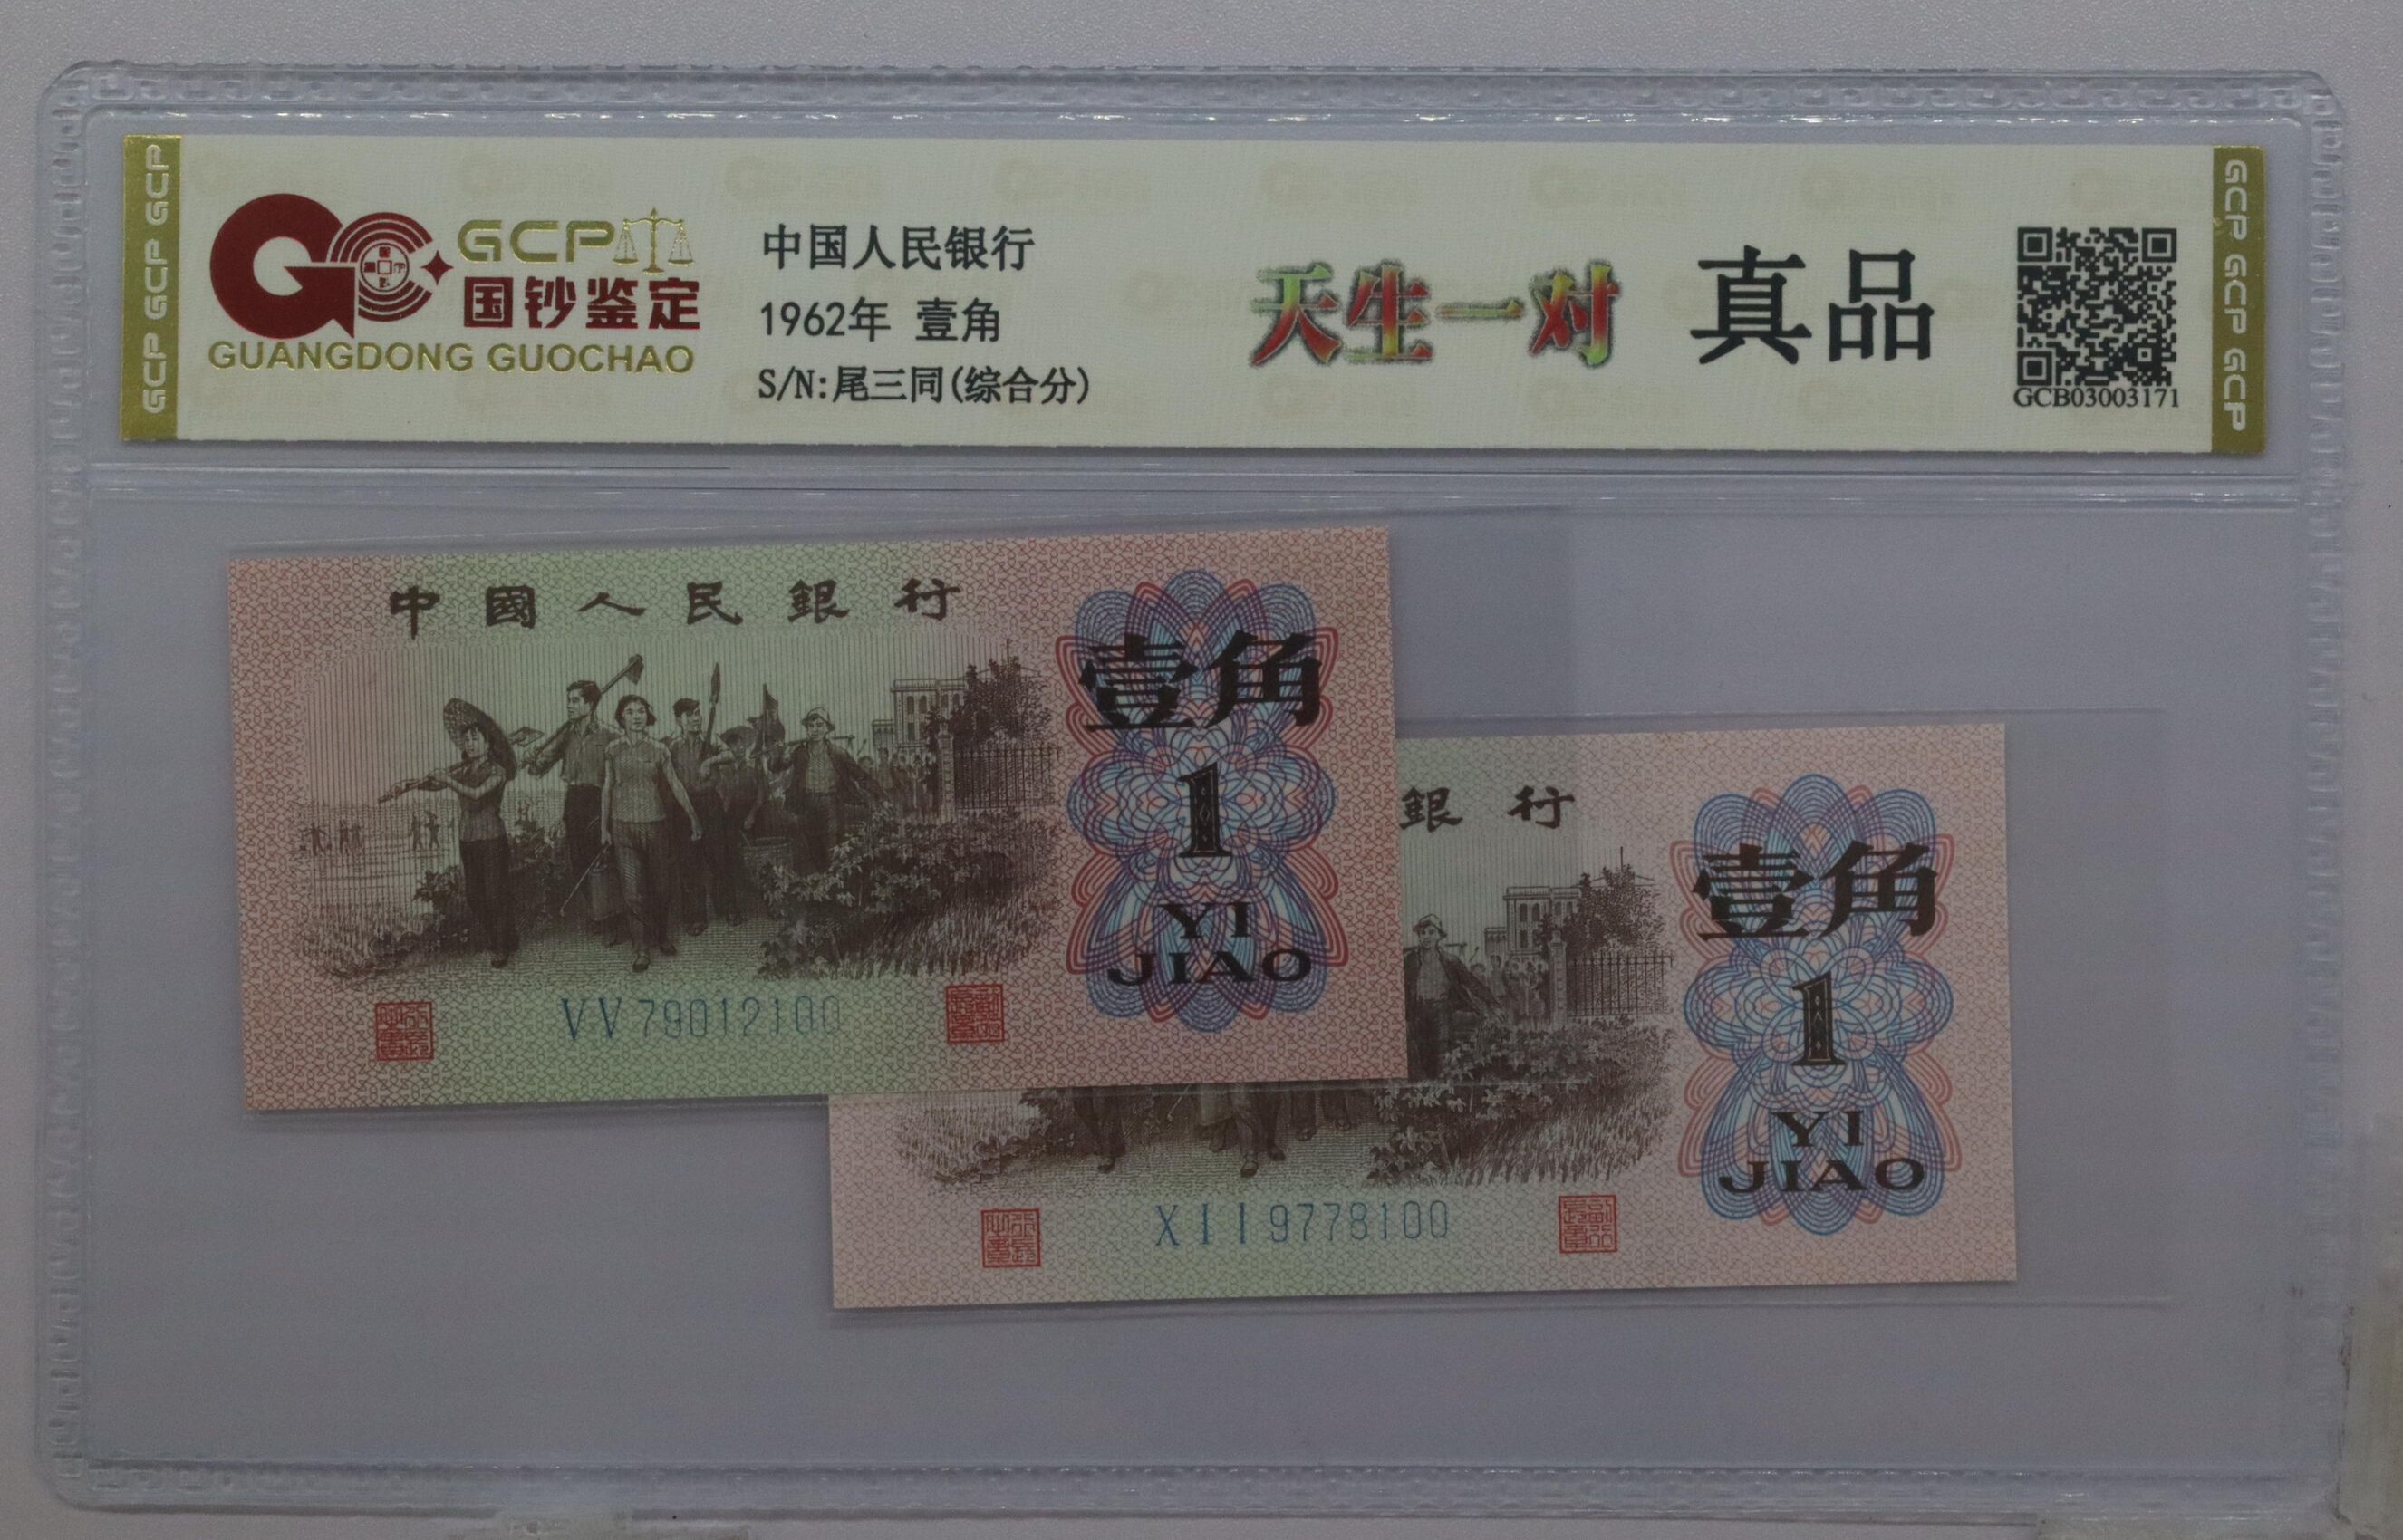 GCP GCP GCP
GCP
国钞鉴定
GUANGDONG GUOCHAO
中国人民银行
1962年 壹角
S/N:尾三同(综合分)
天生一对 真品
GCB03003171
GCP GCP GCP
中國人民銀行
壹角
1
YI
JIAO
VV79012100
銀行
壹角
1
YI
JIAO
XII9778100